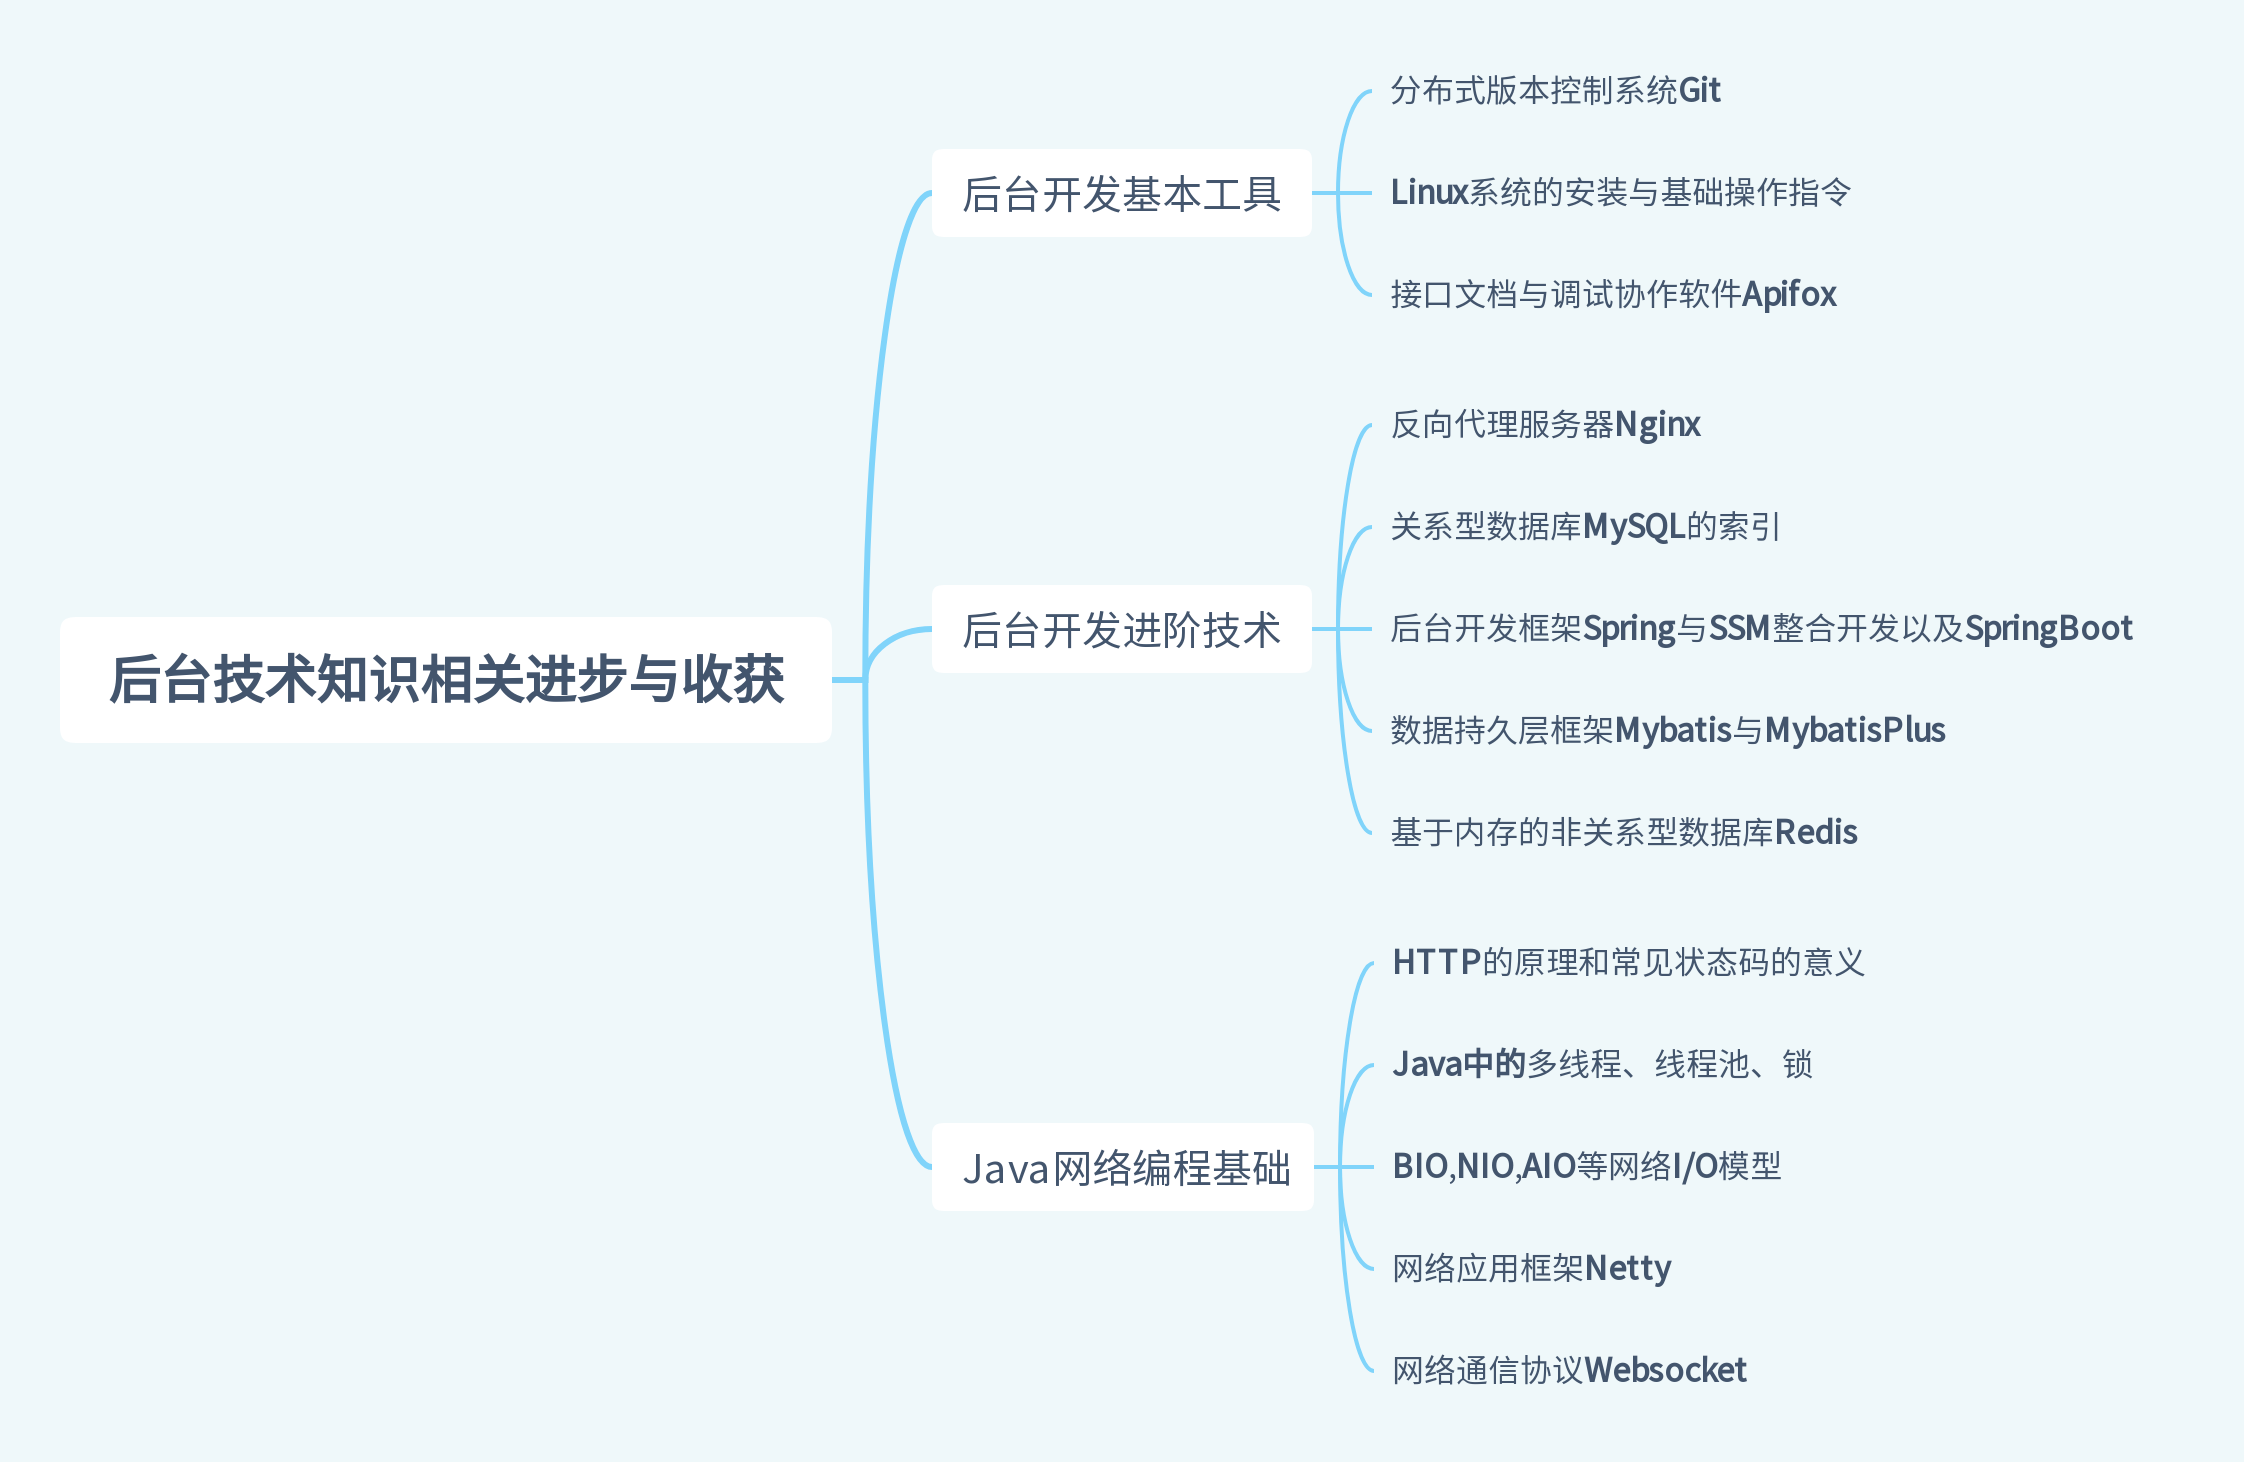 后台技术知识相关进步与收获
后台开发基本工具
分布式版本控制系统Git
Linux系统的安装与基础操作指令
接口文档与调试协作软件Apifox
后台开发进阶技术
反向代理服务器Nginx
关系型数据库MySQL的索引
后台开发框架Spring与SSM整合开发以及SpringBoot
数据持久层框架Mybatis与MybatisPlus
基于内存的非关系型数据库Redis
Java网络编程基础
HTTP的原理和常见状态码的意义
Java中的多线程、线程池、锁
BIO,NIO,AIO等网络I/O模型
网络应用框架Netty
网络通信协议Websocket